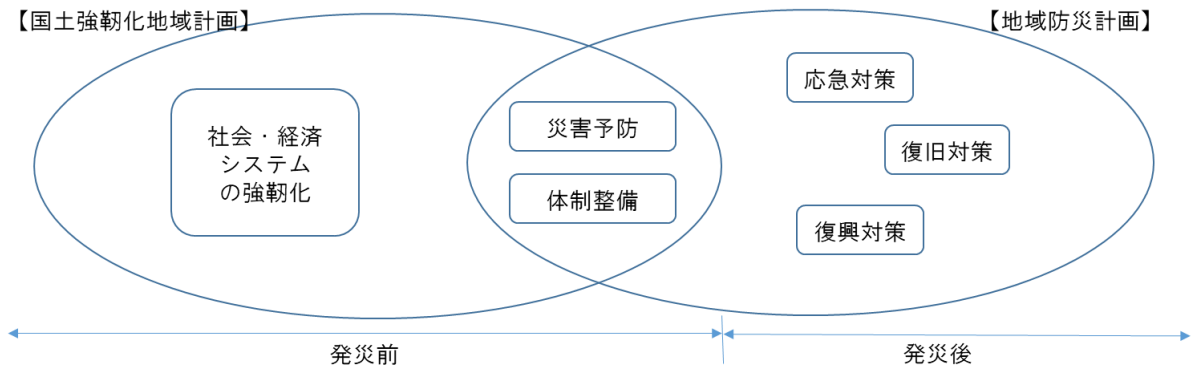 【国土強靭化地域計画】
【地域防災計画】
社会・経済
システム
の強靭化
災害予防
体制整備
応急対策
復旧対策
復興対策
発災前
発災後